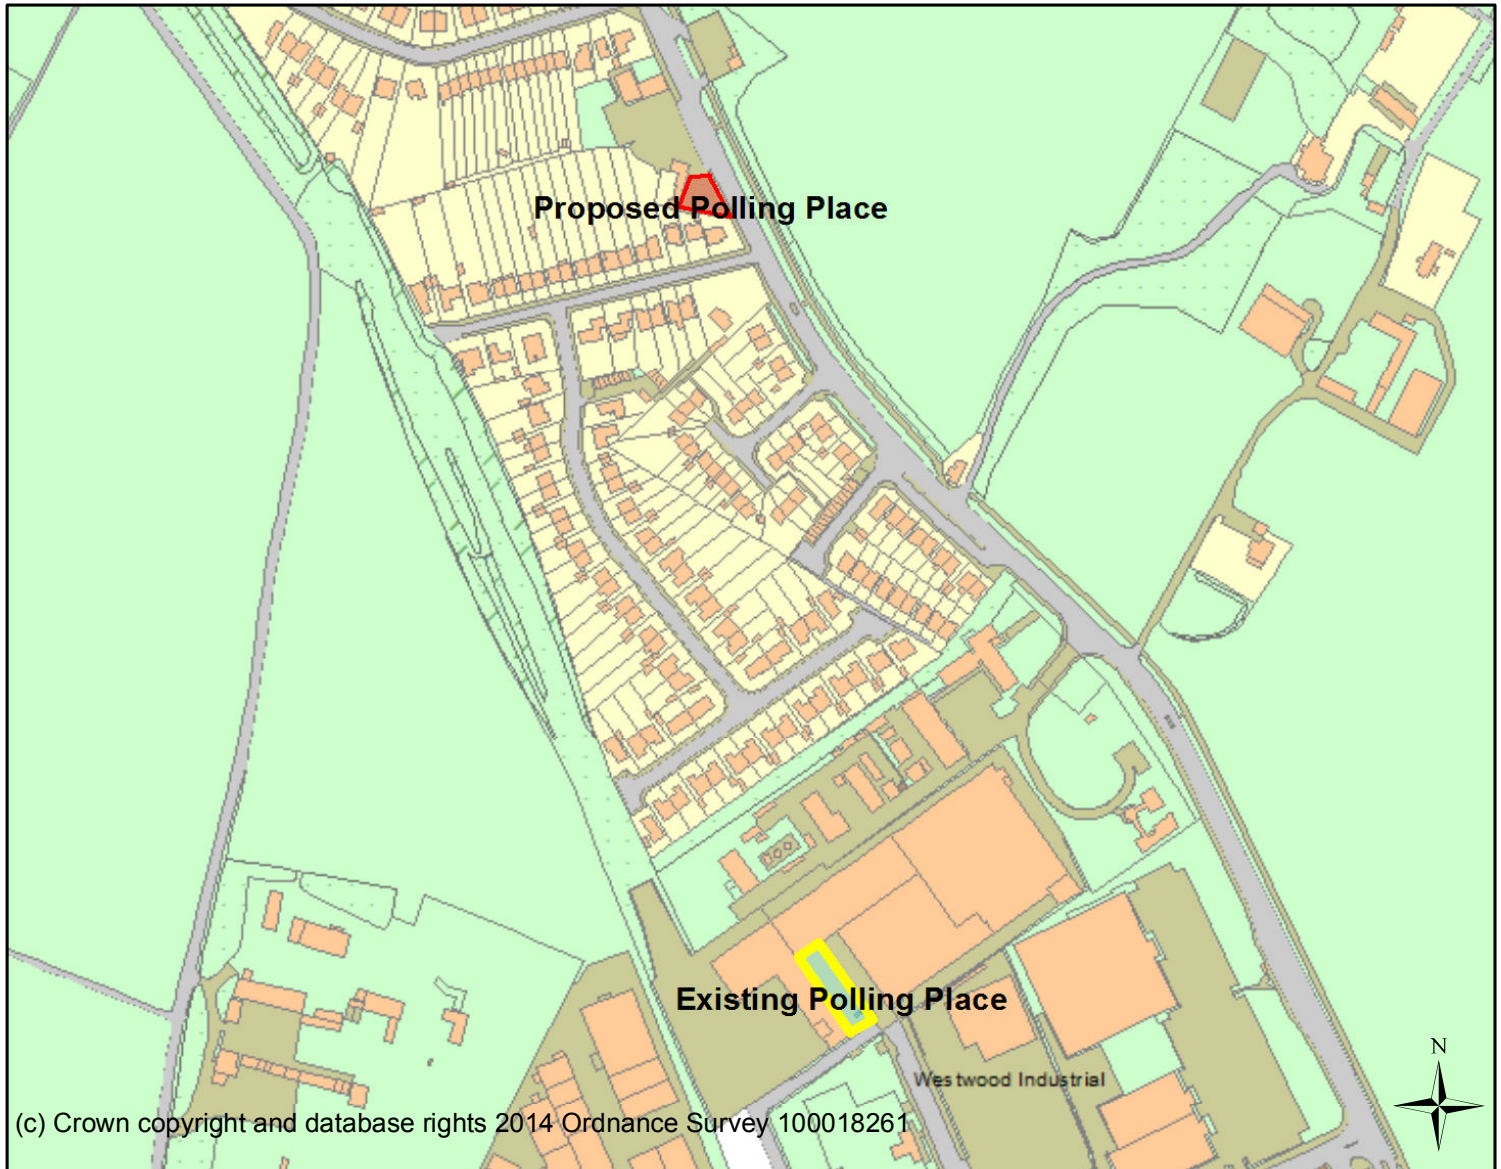 Proposed Polling Place
Existing Polling Place
Westwood Industrial
N
(c) Crown copyright and database rights 2014 Ordnance Survey 100018261